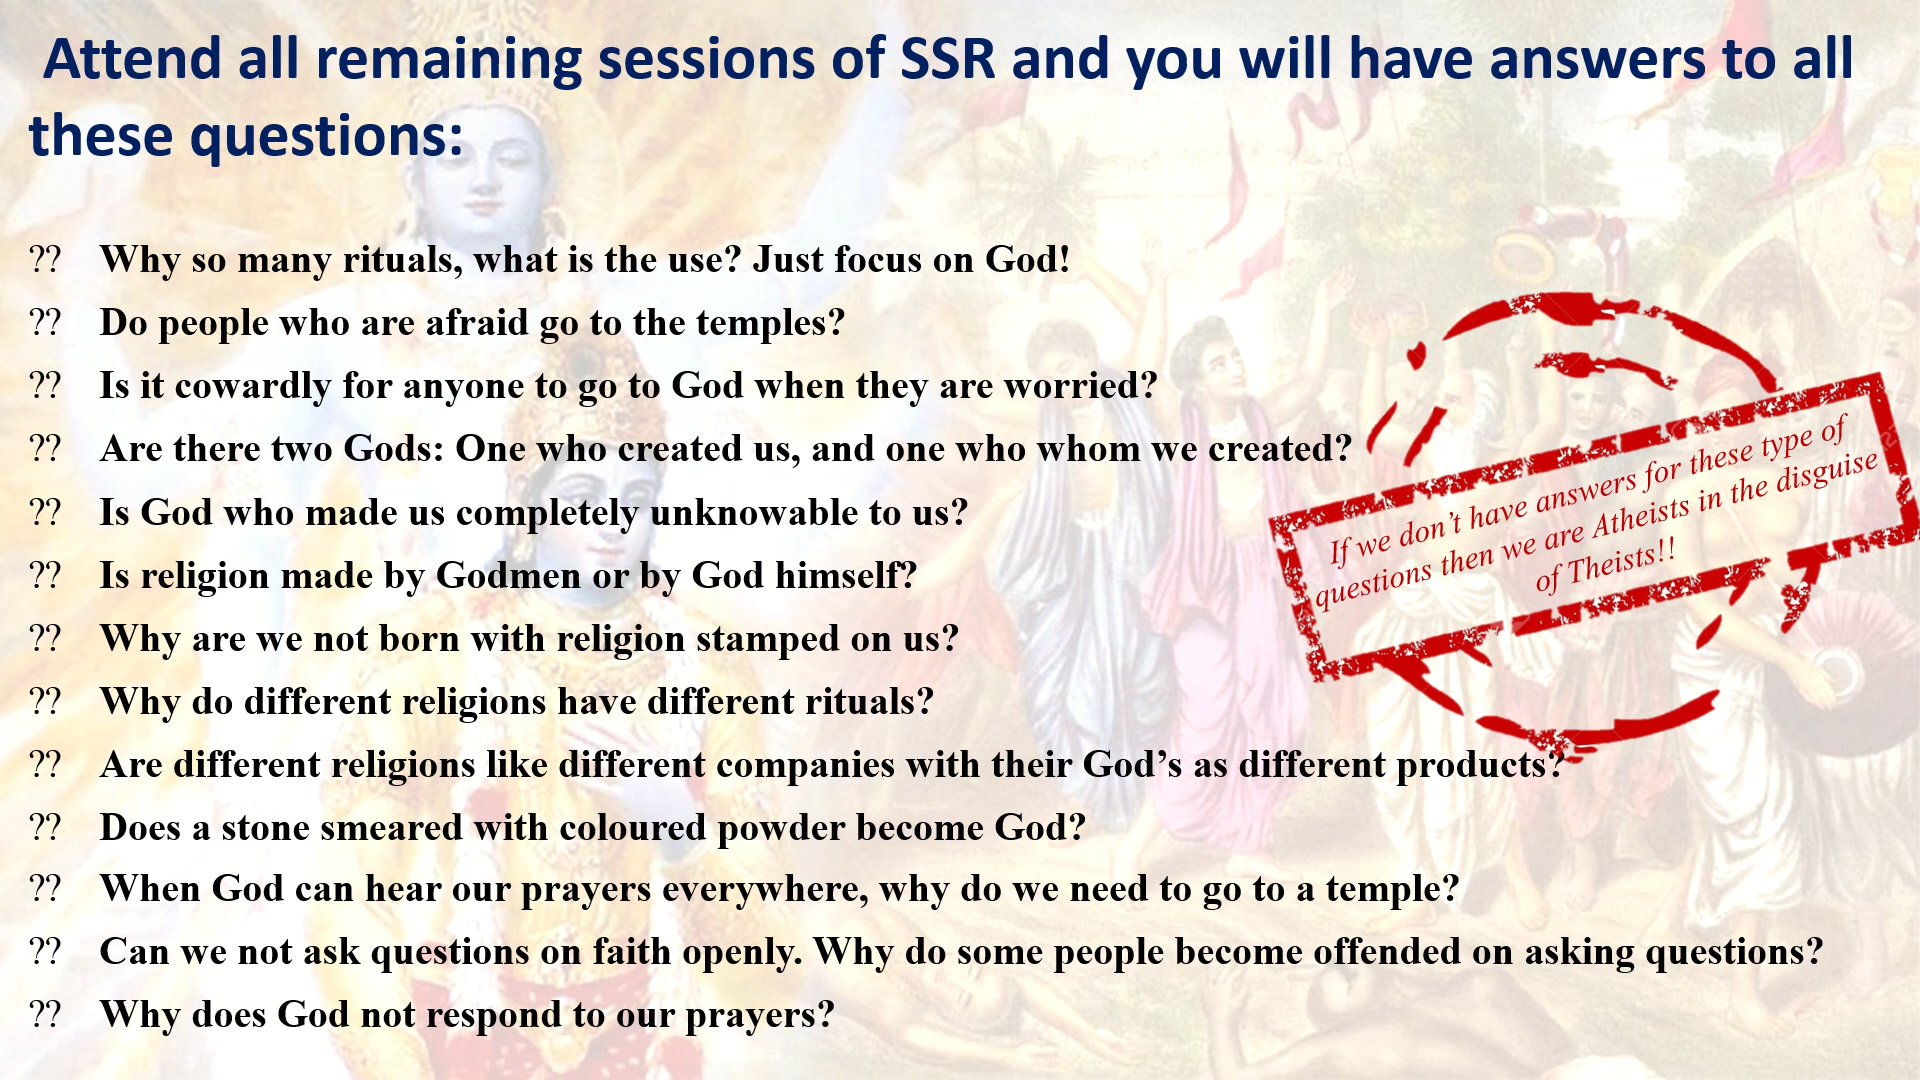 Attend all remaining sessions of SSR and you will have answers to all
these questions:
?? Why so many rituals, what is the use? Just focus on God!
?? Do people who are afraid go to the temples?
?? Is it cowardly for anyone to go to God when they are worried?
?? Are there two Gods: One who created us, and one who whom we created?
?? Is God who made us completely unknowable to us?
?? Is religion made by Godmen or by God himself?
?? Why are we not born with religion stamped on us?
?? Why do different religions have different rituals?
?? Are different religions like different companies with their God’s as different products?
?? Does a stone smeared with coloured powder become God?
?? When God can hear our prayers everywhere, why do we need to go to a temple?
?? Can we not ask questions on faith openly. Why do some people become offended on asking questions?
?? Why does God not respond to our prayers?
If we don’t have answers for these type of
questions then we are Atheists in the disguise
of Theists!!